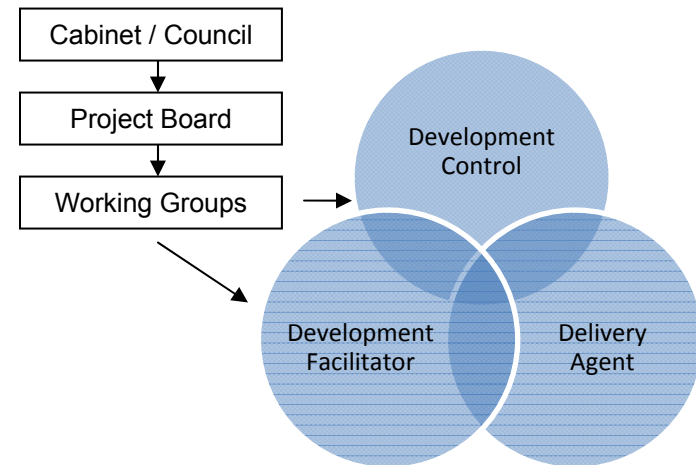 Cabinet / Council
Project Board
Working Groups
Development
Control
Development
Facilitator
Delivery
Agent